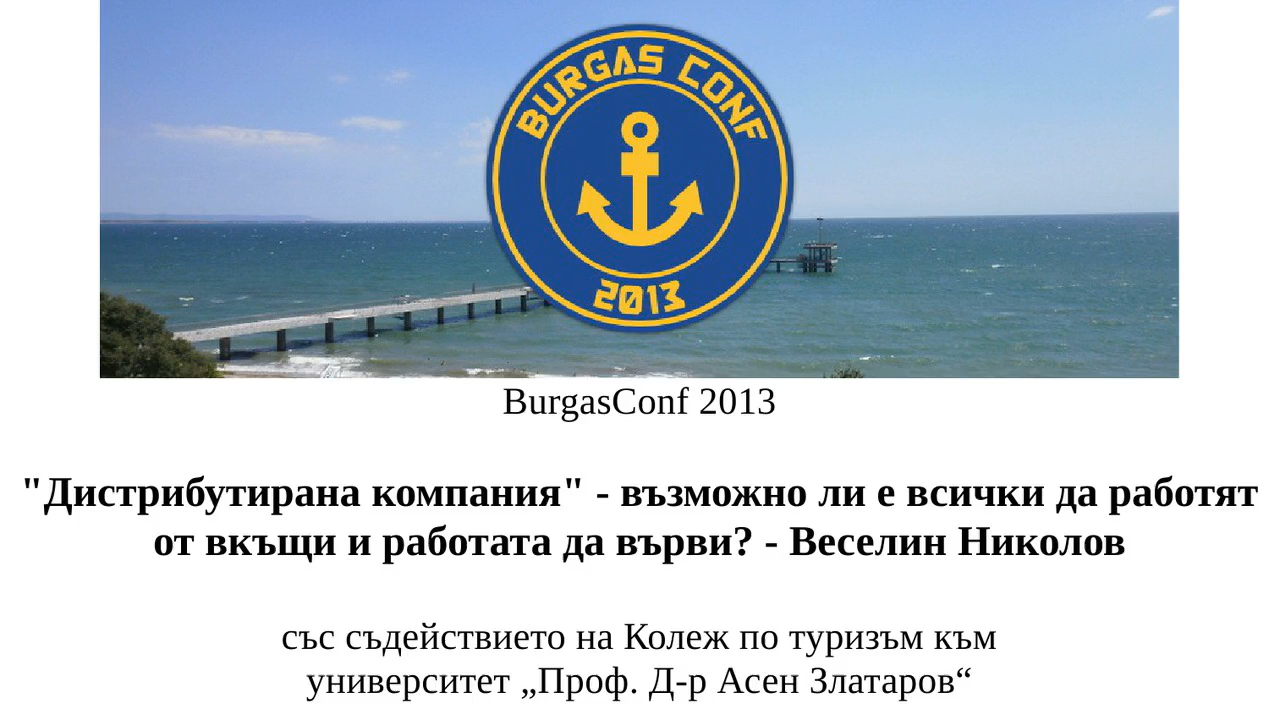 BURGAS CONF
2013
BurgasConf 2013
"Дистрибутирана компания" - възможно ли е всички да работят
от вкъщи и работата да върви? - Веселин Николов
със съдействието на Колеж по туризъм към
университет „Проф. Д-р Асен Златаров“